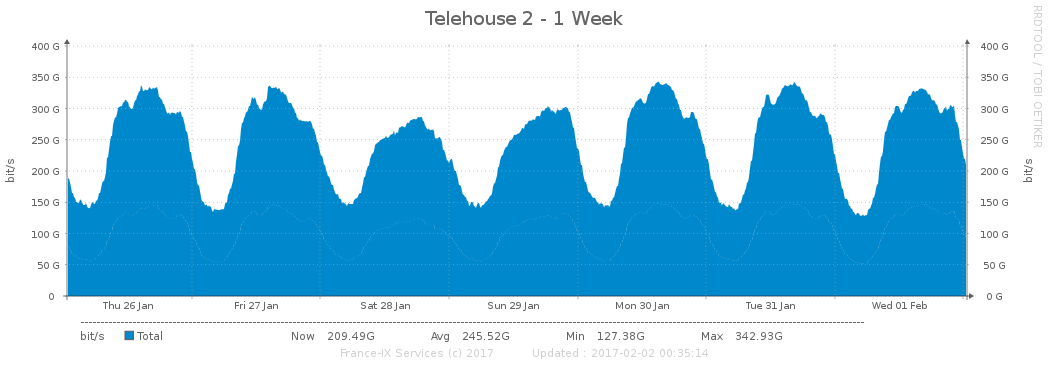 Telehouse 2 - 1 Week
RRDTOOL / TOBI OETIKER
400 G 400 G
350 G 350 G
300 G 300 G
250 G 250 G
200 G 200 G
150 G 150 G
100 G 100 G
50 G 50 G
0 0 G
bit/s
bit/s
Thu 26 Jan Fri 27 Jan Sat 28 Jan Sun 29 Jan Mon 30 Jan Tue 31 Jan Wed 01 Feb
bit/s Total Now 209.49G Avg 245.52G Min 127.38G Max 342.93G
France-IX Services (c) 2017 Updated : 2017-02-02 00:35:14